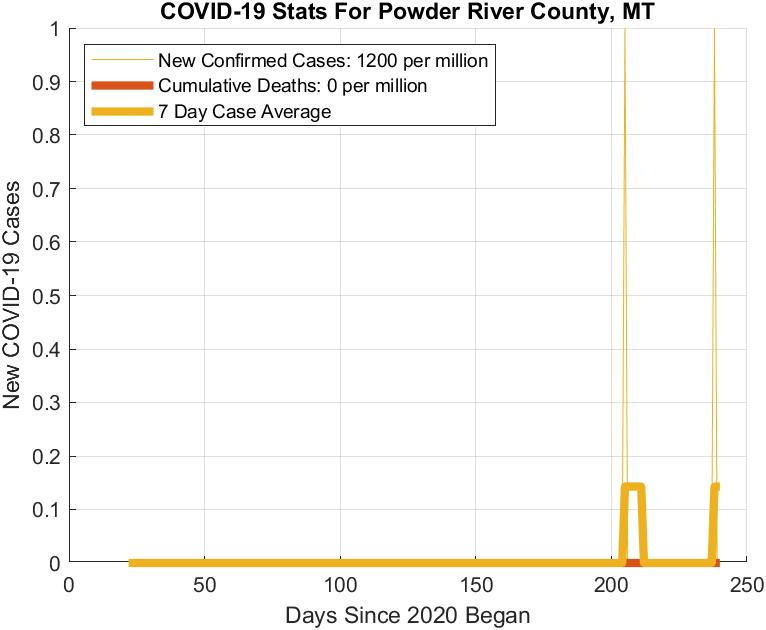 COVID-19 Stats For Powder River County, MT
New Confirmed Cases: 1200 per million
Cumulative Deaths: 0 per million
7 Day Case Average
New COVID-19 Cases
1
0.9
0.8
0.7
0.6
0.5
0.4
0.3
0.2
0.1
0
0 50 100 150 200 250
Days Since 2020 Began